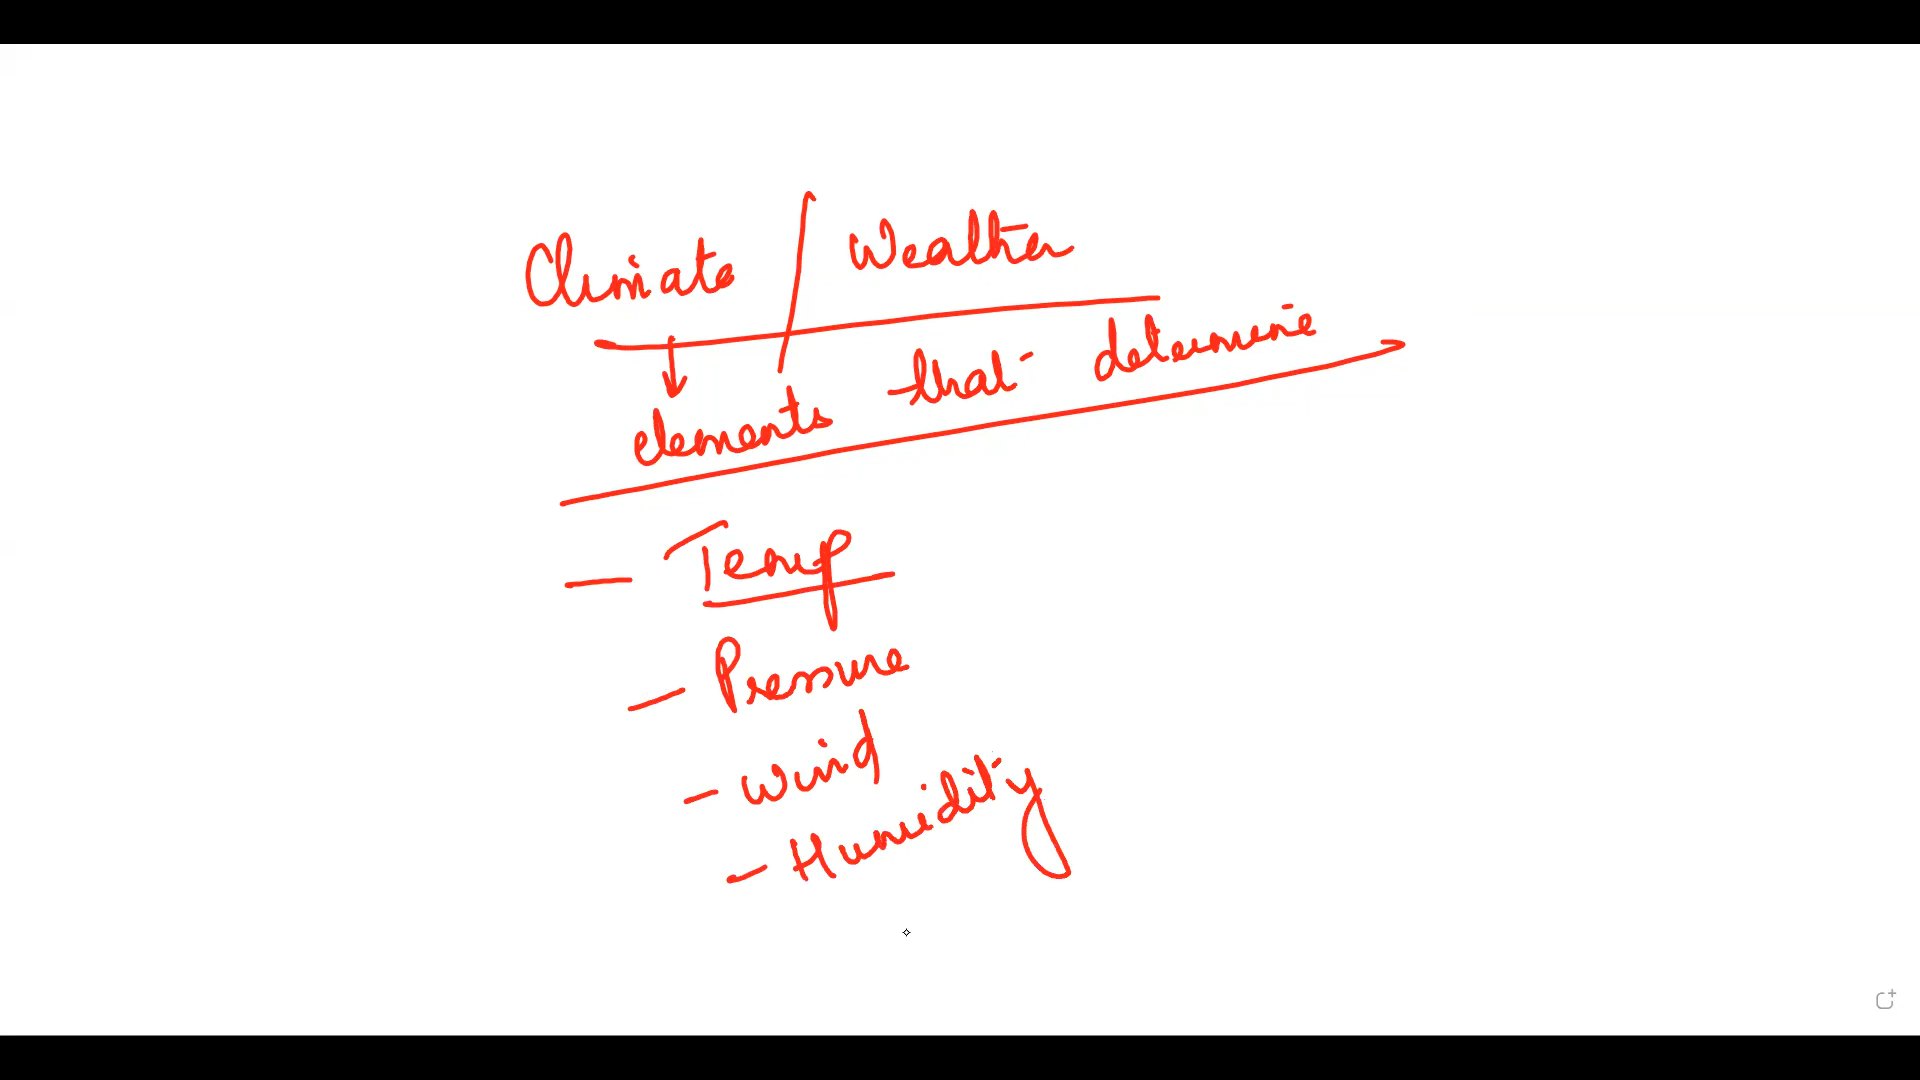 Climate / Weather
elements that determine
- Temp
- Pressure
- Wind
- Humidity